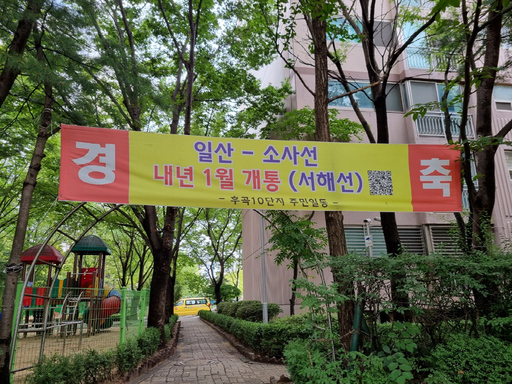 경 축
일산 - 소사선
내년 1월 개통 (서해선)
- 후곡10단지 주민일동 -